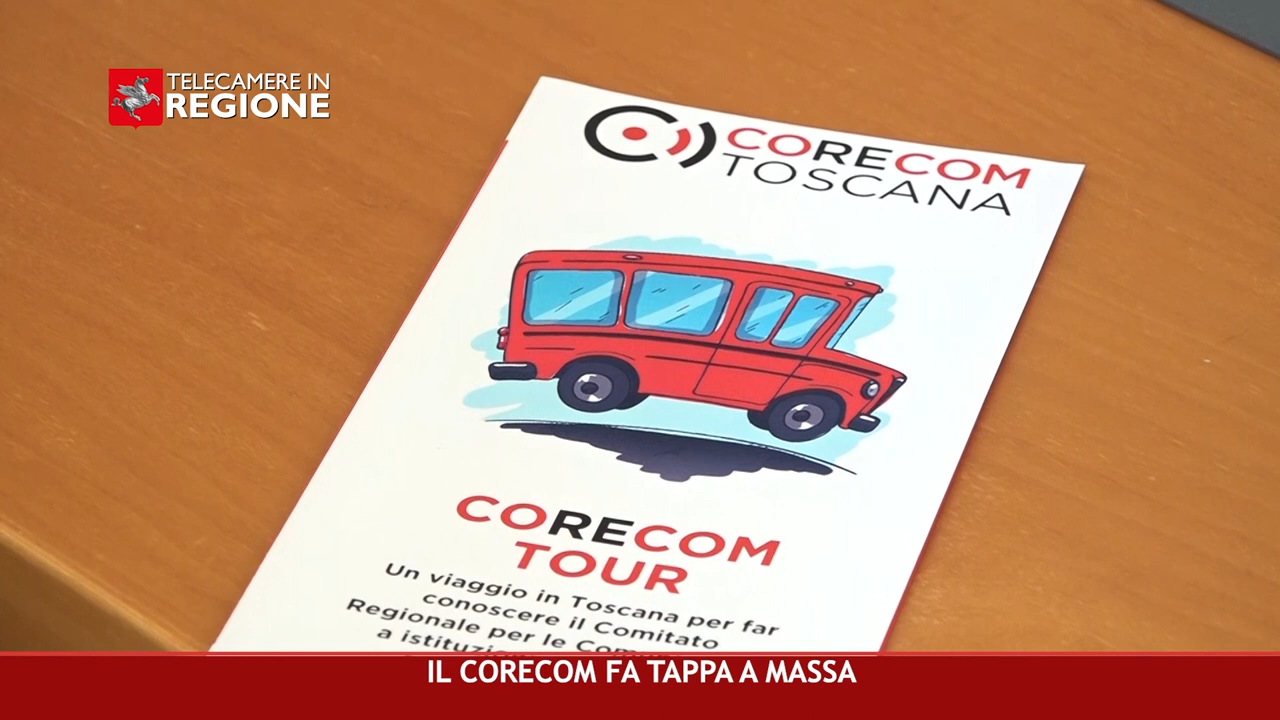 TELECAMERE IN
REGIONE
CORECOM
TOSCANA
CORECOM
TOUR
Un viaggio in Toscana per far
conoscere il Comitato
Regionale per le
a
IL CORECOM FA TAPPA A MASSA